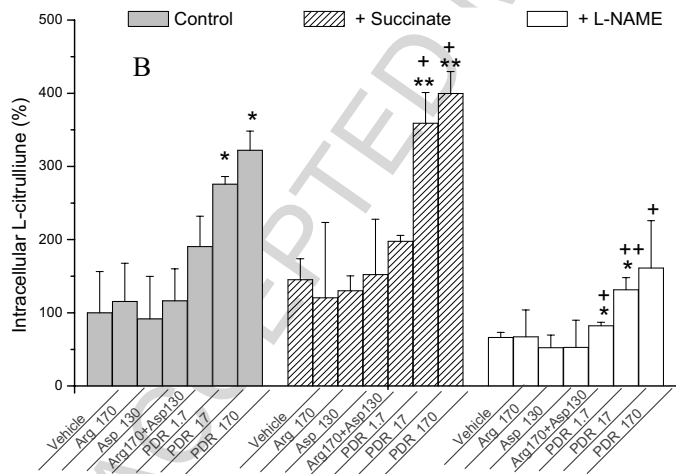 500
Control
+ Succinate
+ L-NAME
B
400
300
200
100
0
Intracellular L-citrulliune (%)
*
*
+
**
+
**
+
*
++
*
+
Vehicle
Arg 170
Asp 130
Arg170+Asp130
PDR 1.7
PDR 17
PDR 170
Vehicle
Arg 170
Asp 130
Arg170+Asp130
PDR 1.7
PDR 17
PDR 170
Vehicle
Arg 170
Asp 130
Arg170+Asp130
PDR 1.7
PDR 17
PDR 170
ACCEPTED